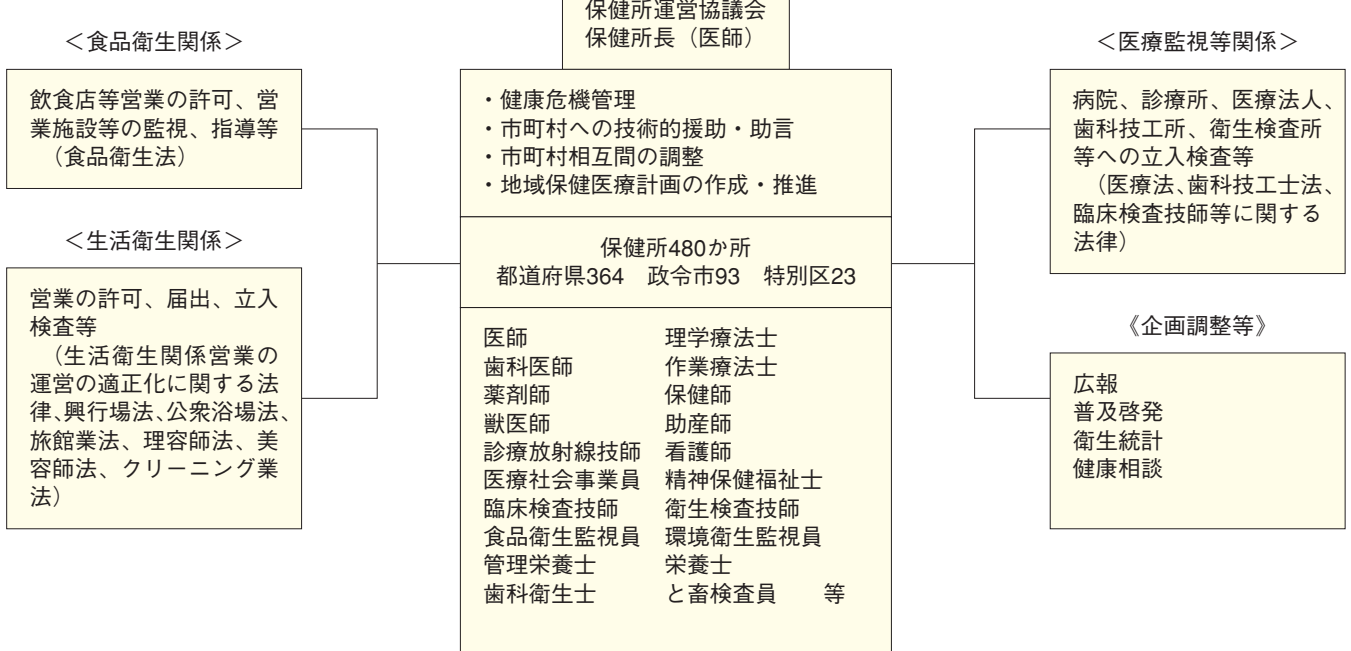 保健所運営協議会
保健所長（医師）
＜食品衛生関係＞
飲食店等営業の許可、営
業施設等の監視、指導等
（食品衛生法）
＜生活衛生関係＞
営業の許可、届出、立入
検査等
（生活衛生関係営業の
運営の適正化に関する法
律、興行場法、公衆浴場法、
旅館業法、理容師法、美
容師法、クリーニング業
法）
・健康危機管理
・市町村への技術的援助・助言
・市町村相互間の調整
・地域保健医療計画の作成・推進
保健所480か所
都道府県364　政令市93　特別区23
医師　理学療法士
歯科医師　作業療法士
薬剤師　保健師
獣医師　助産師
診療放射線技師　看護師
医療社会事業員　精神保健福祉士
臨床検査技師　衛生検査技師
食品衛生監視員　環境衛生監視員
管理栄養士　栄養士
歯科衛生士　と畜検査員　等
＜医療監視等関係＞
病院、診療所、医療法人、
歯科技工所、衛生検査所
等への立入検査等
（医療法、歯科技工士法、
臨床検査技師等に関する
法律）
《企画調整等》
広報
普及啓発
衛生統計
健康相談